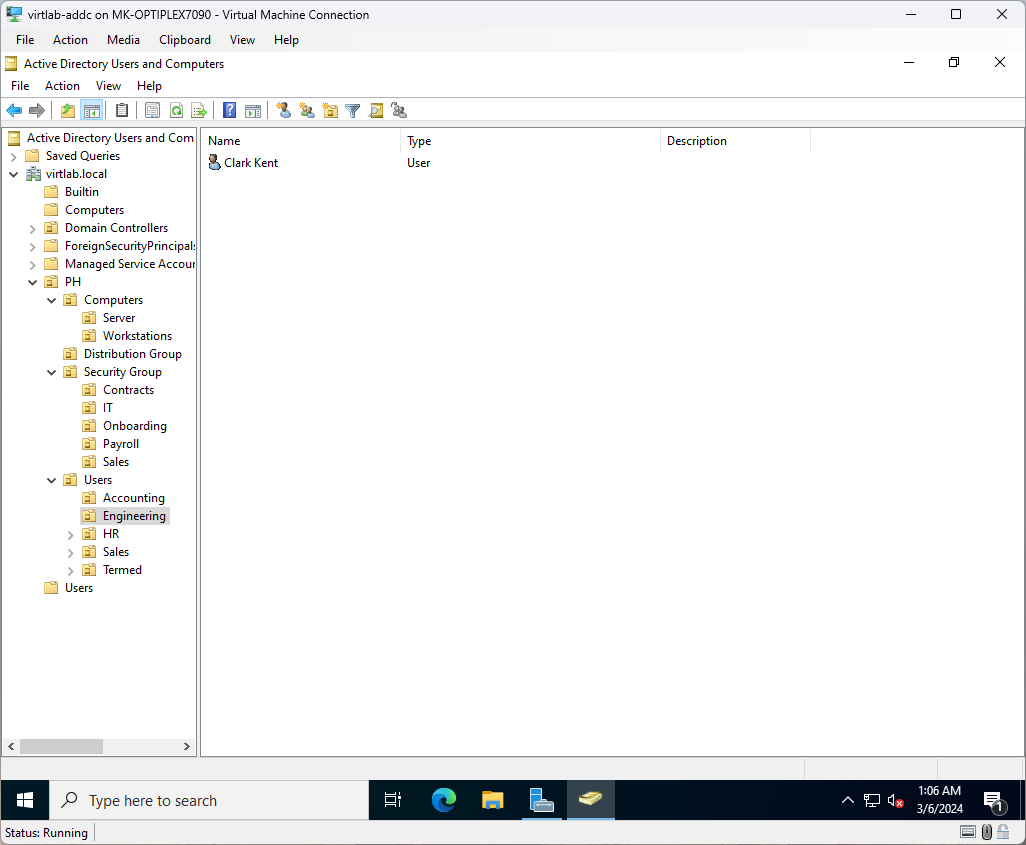 virtlab-addc on MK-OPTIPLEX7090 - Virtual Machine Connection
File Action Media Clipboard View Help
Active Directory Users and Computers
File Action View Help
Active Directory Users and Com
Saved Queries
virtlab.local
Builtin
Computers
Domain Controllers
ForeignSecurityPrincipals
Managed Service Accour
PH
Computers
Server
Workstations
Distribution Group
Security Group
Contracts
IT
Onboarding
Payroll
Sales
Users
Accounting
Engineering
HR
Sales
Termed
Users
Name Type Description
Clark Kent User
Type here to search
1:06 AM
3/6/2024
1
Status: Running